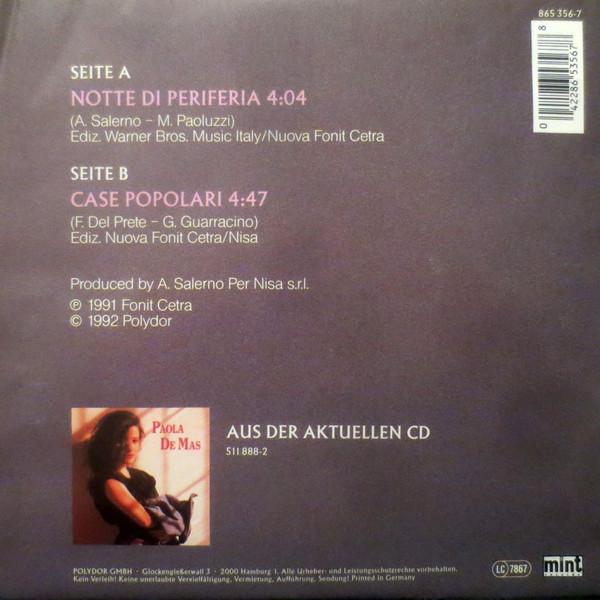 865 356-7
SEITE A
NOTTE DI PERIFERIA 4:04
(A. Salerno – M. Paoluzzi)
Ediz. Warner Bros. Music Italy/Nuova Fonit Cetra
SEITE B
CASE POPOLARI 4:47
(F. Del Prete – G. Guarracino)
Ediz. Nuova Fonit Cetra/Nisa
Produced by A. Salerno Per Nisa s.r.l.
℗ 1991 Fonit Cetra
© 1992 Polydor
0 42286 53567 8
PAOLA
DE MAS
AUS DER AKTUELLEN CD
511 888-2
POLYDOR GMBH · Glockengießerwall 3 · 2000 Hamburg 1. Alle Urheber- und Leistungsschutzrechte vorbehalten.
Kein Verleih! Keine unerlaubte Vervielfältigung, Vermietung, Aufführung, Sendung! Printed in Germany
LC 7867
mint